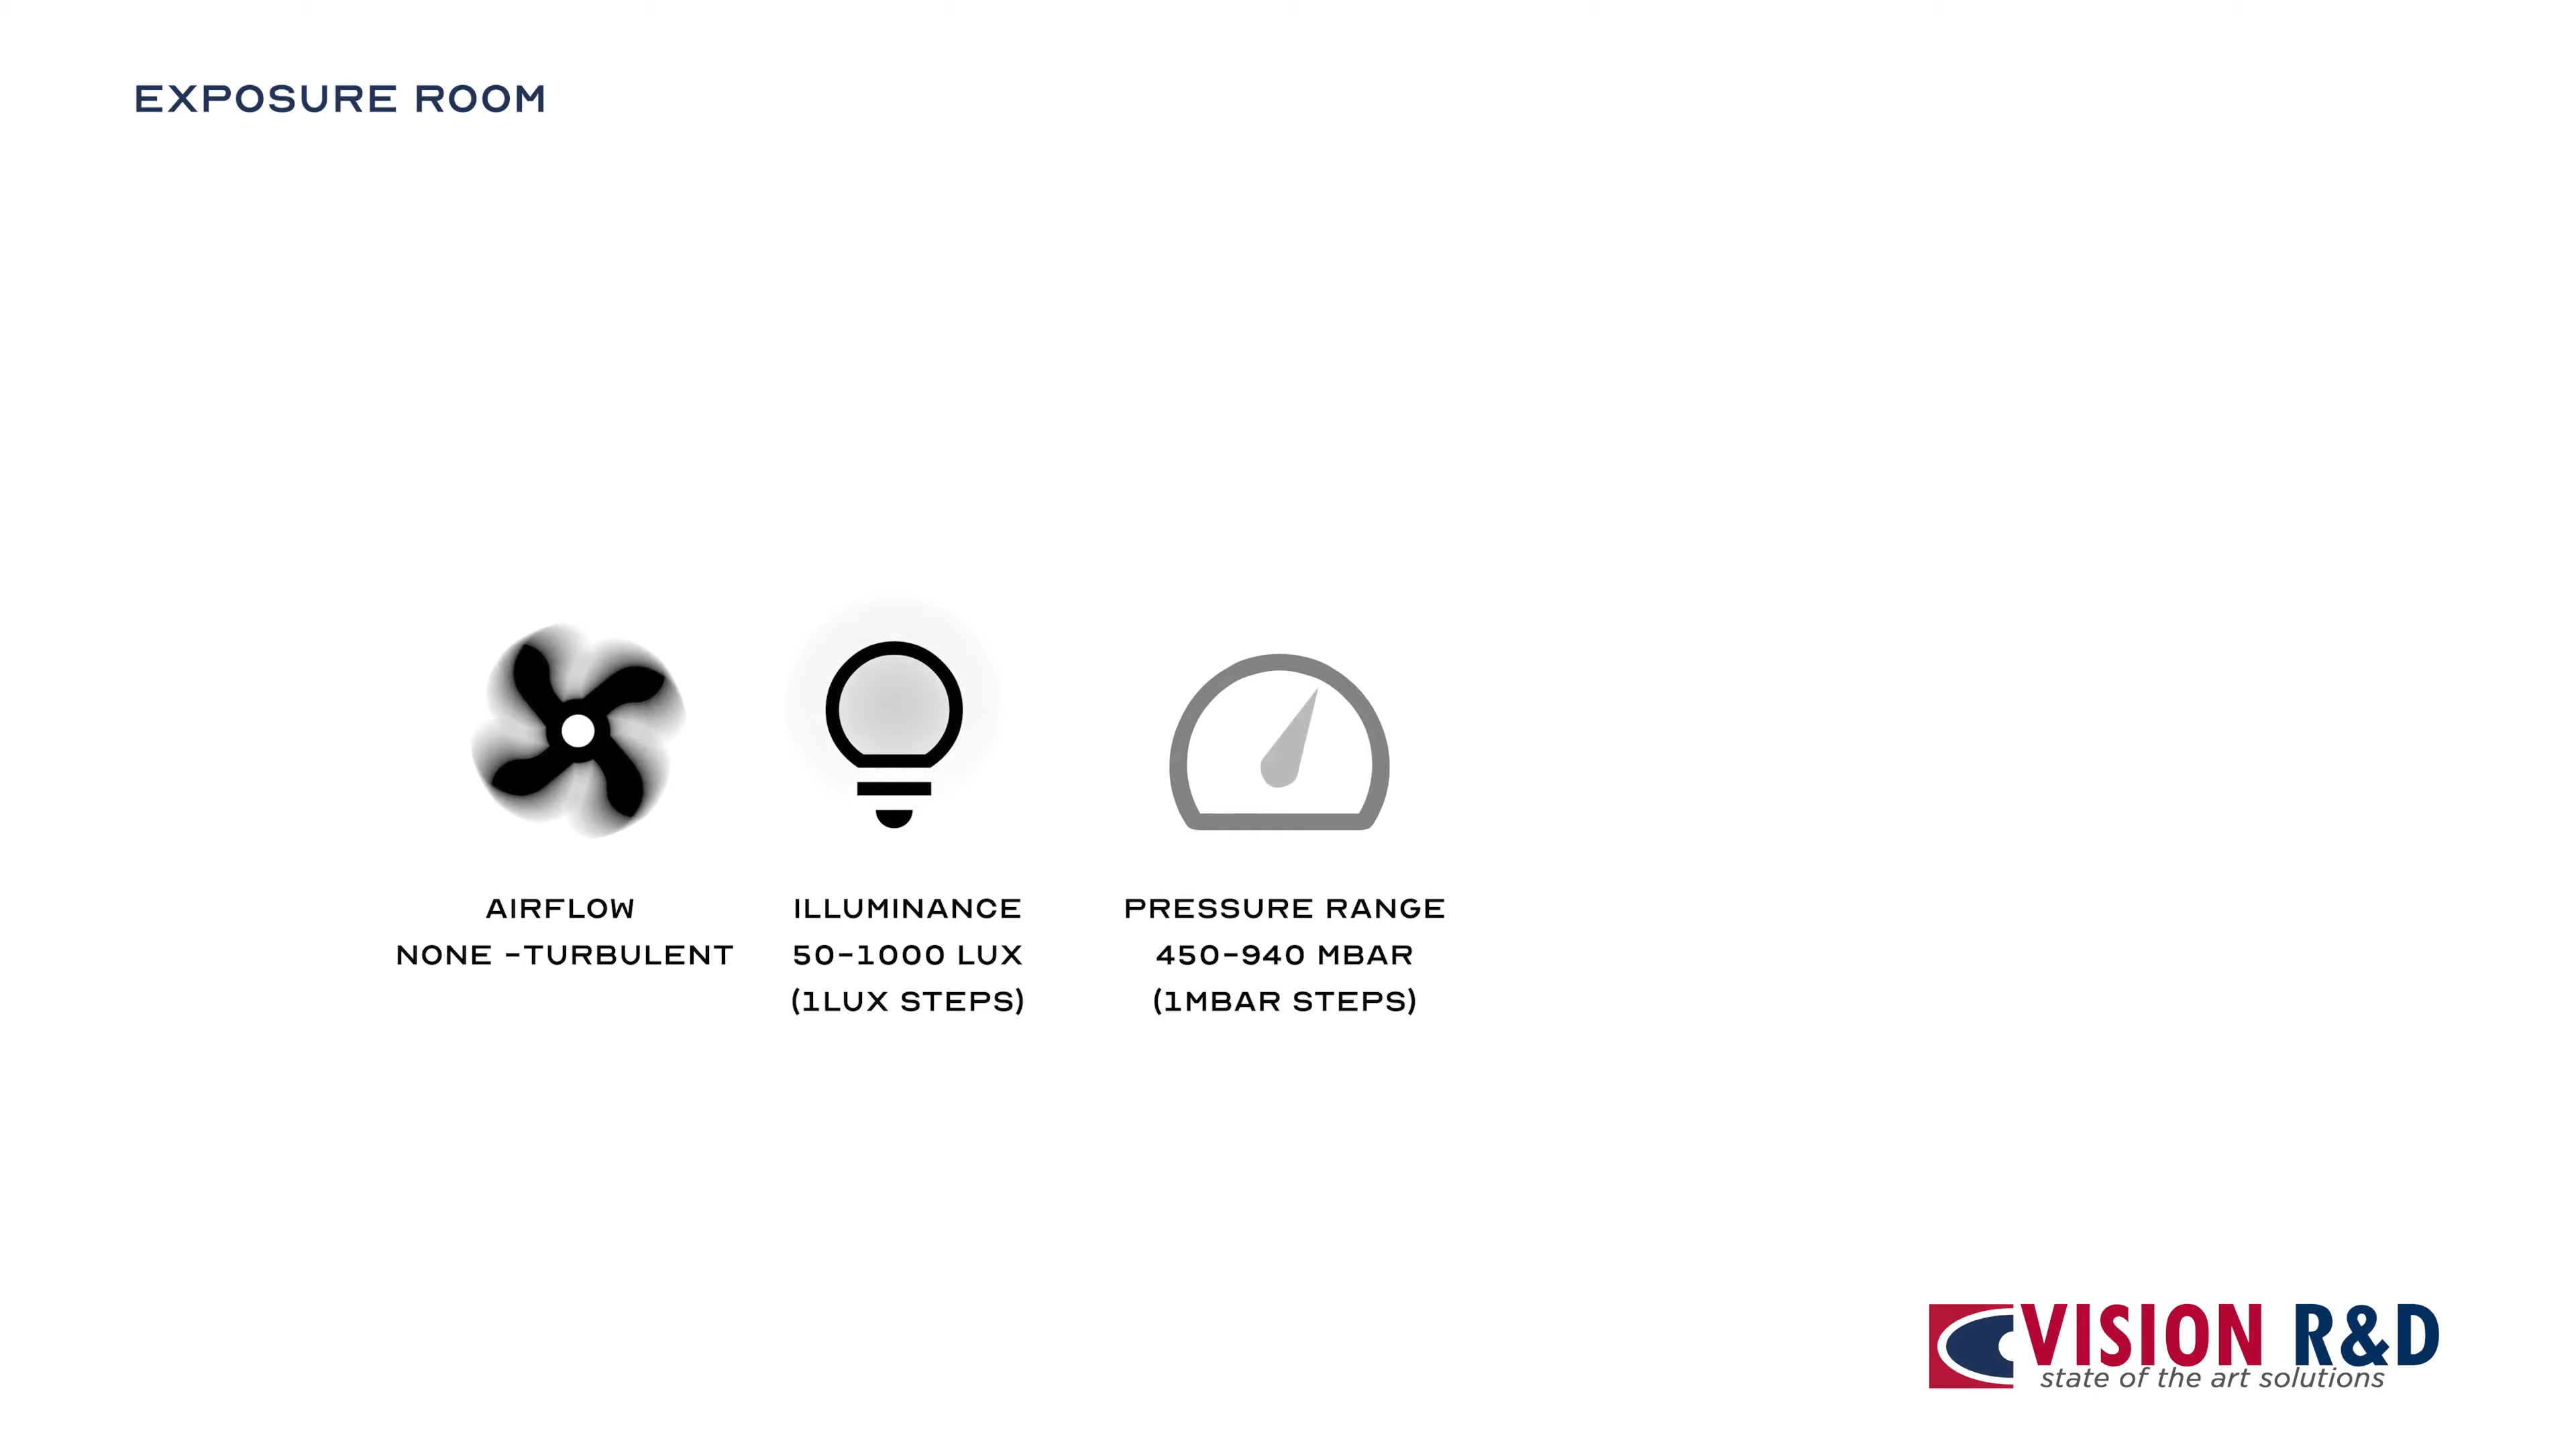 EXPOSURE ROOM
AIRFLOW
NONE -TURBULENT
ILLUMINANCE
50-1000 LUX
(1LUX STEPS)
PRESSURE RANGE
450-940 MBAR
(1MBAR STEPS)
VISION R&D
state of the art solutions